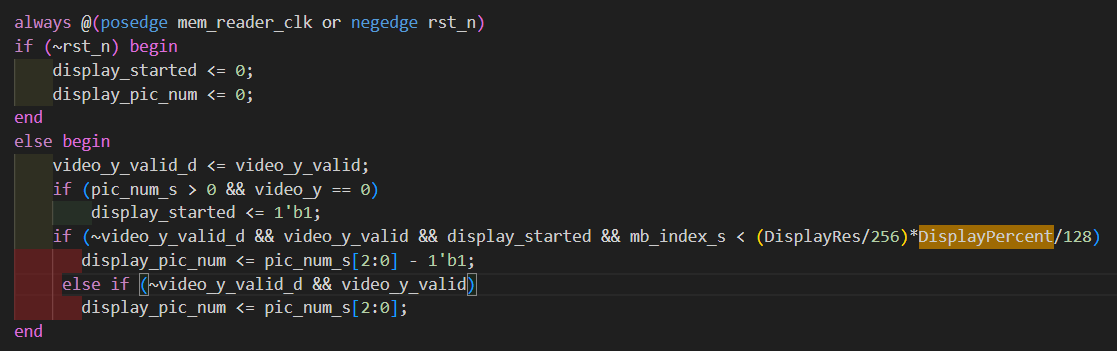 always @(posedge mem_reader_clk or negedge rst_n)
if (~rst_n) begin
    display_started <= 0;
    display_pic_num <= 0;
end
else begin
    video_y_valid_d <= video_y_valid;
    if (pic_num_s > 0 && video_y == 0)
        display_started <= 1'b1;
    if (~video_y_valid_d && video_y_valid && display_started && mb_index_s < (DisplayRes/256)*DisplayPercent/128)
       display_pic_num <= pic_num_s[2:0] - 1'b1;
     else if (~video_y_valid_d && video_y_valid)
       display_pic_num <= pic_num_s[2:0];
end